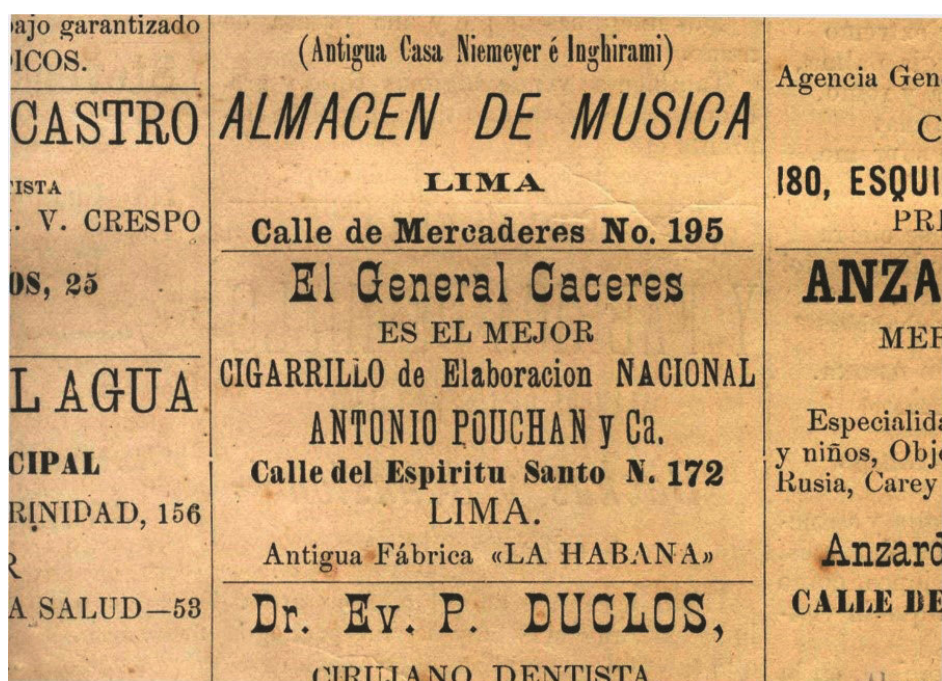 ajo garantizado
ICOS.
CASTRO
V. CRESPO
OS, 25
L AGUA
CIPAL
RINIDAD, 156
R
A SALUD—53
(Antigua Casa Niemeyer é Inghirami)
ALMACEN DE MUSICA
LIMA
Calle de Mercaderes No. 195
El General Caceres
ES EL MEJOR
CIGARRILLO de Elaboracion NACIONAL
ANTONIO POUCHAN y Ca.
Calle del Espiritu Santo N. 172
LIMA.
Antigua Fábrica «LA HABANA»
Dr. Ev. P. DUCLOS,
CIRUJANO DENTISTA
Agencia Gen
C
180, ESQUI
PRI
ANZA
MER
Especialida
y niños, Obje
Rusia, Carey
Anzard
CALLE DE